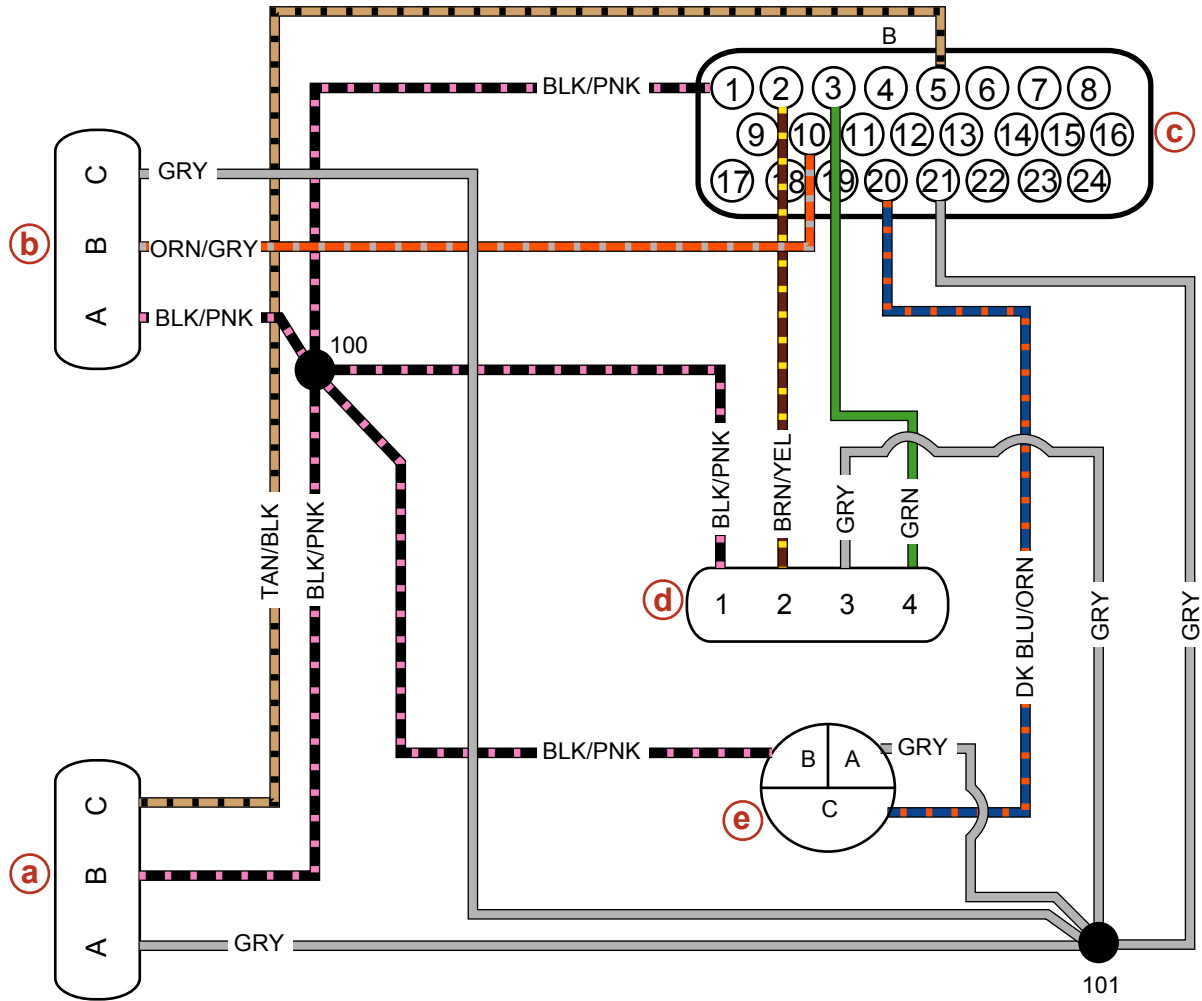 B
BLK/PNK
1 2 3 4 5 6 7 8
9 10 11 12 13 14 15 16
c
17 18 19 20 21 22 23 24
C
GRY
b
B
ORN/GRY
A
BLK/PNK
100
TAN/BLK
BLK/PNK
BLK/PNK
BRN/YEL
GRY
GRN
DK BLU/ORN
GRY
GRY
d
1 2 3 4
BLK/PNK
B A
GRY
C
e
C
a
B
A
GRY
101